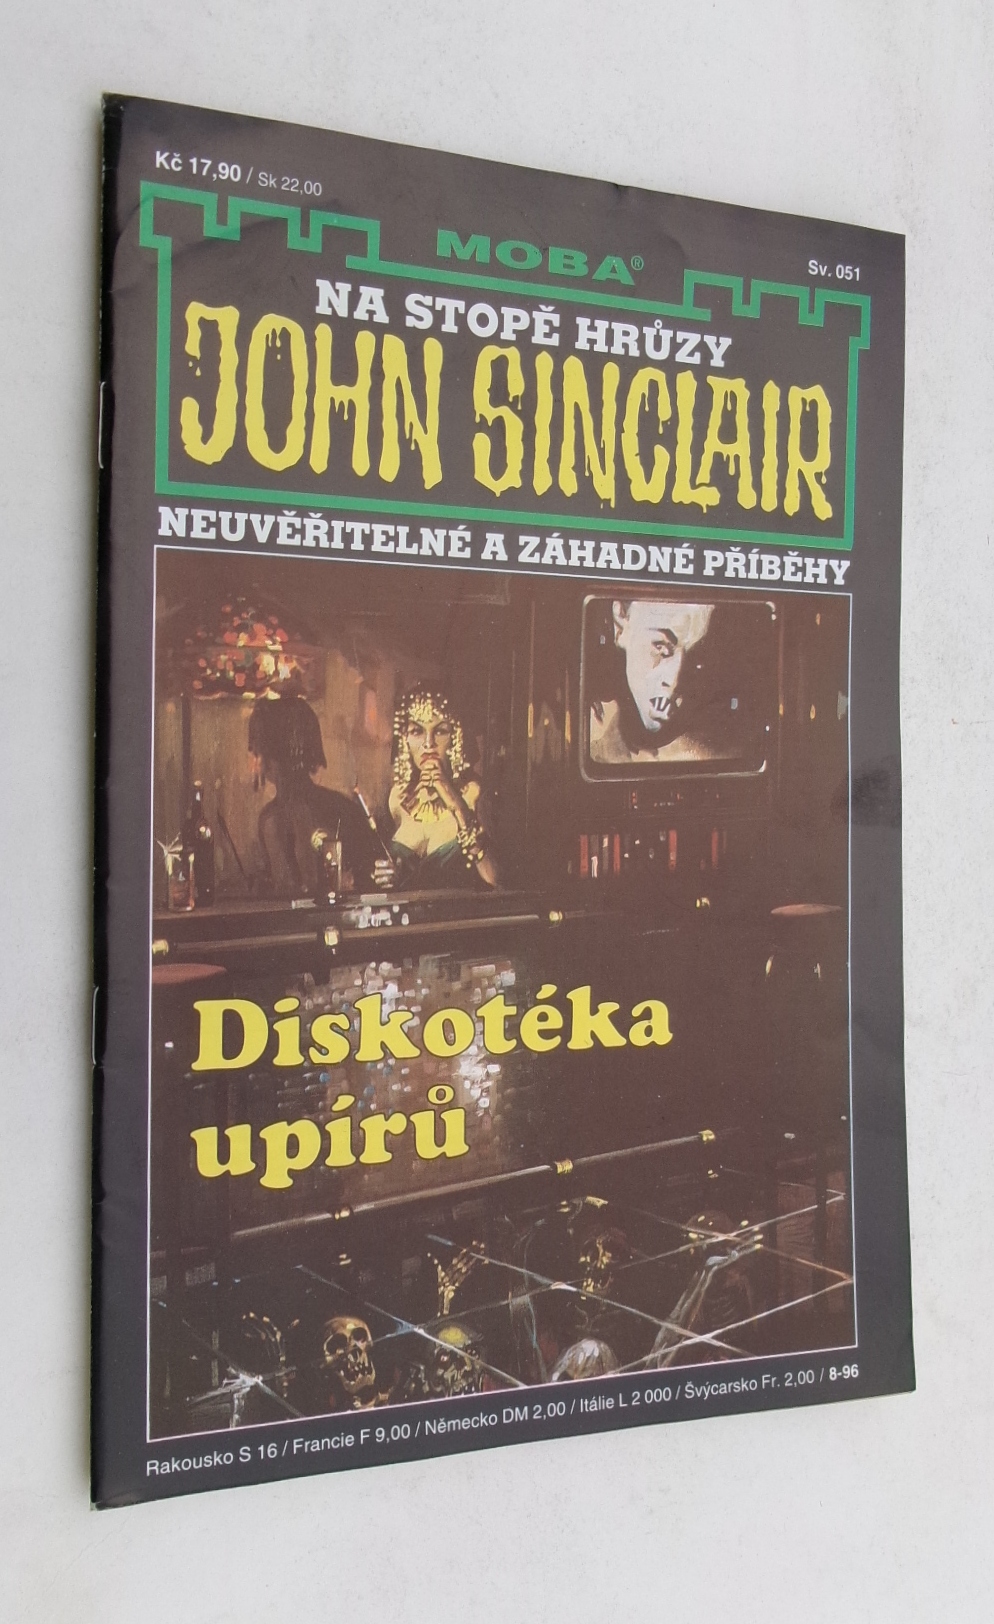 Kč 17,90 / Sk 22,00
MOBA®
Sv. 051
NA STOPĚ HRŮZY
JOHN SINCLAIR
NEUVĚŘITELNÉ A ZÁHADNÉ PŘÍBĚHY
Diskotéka
upírů
Rakousko S 16 / Francie F 9,00 / Německo DM 2,00 / Itálie L 2 000 / Švýcarsko Fr. 2,00 / 8-96